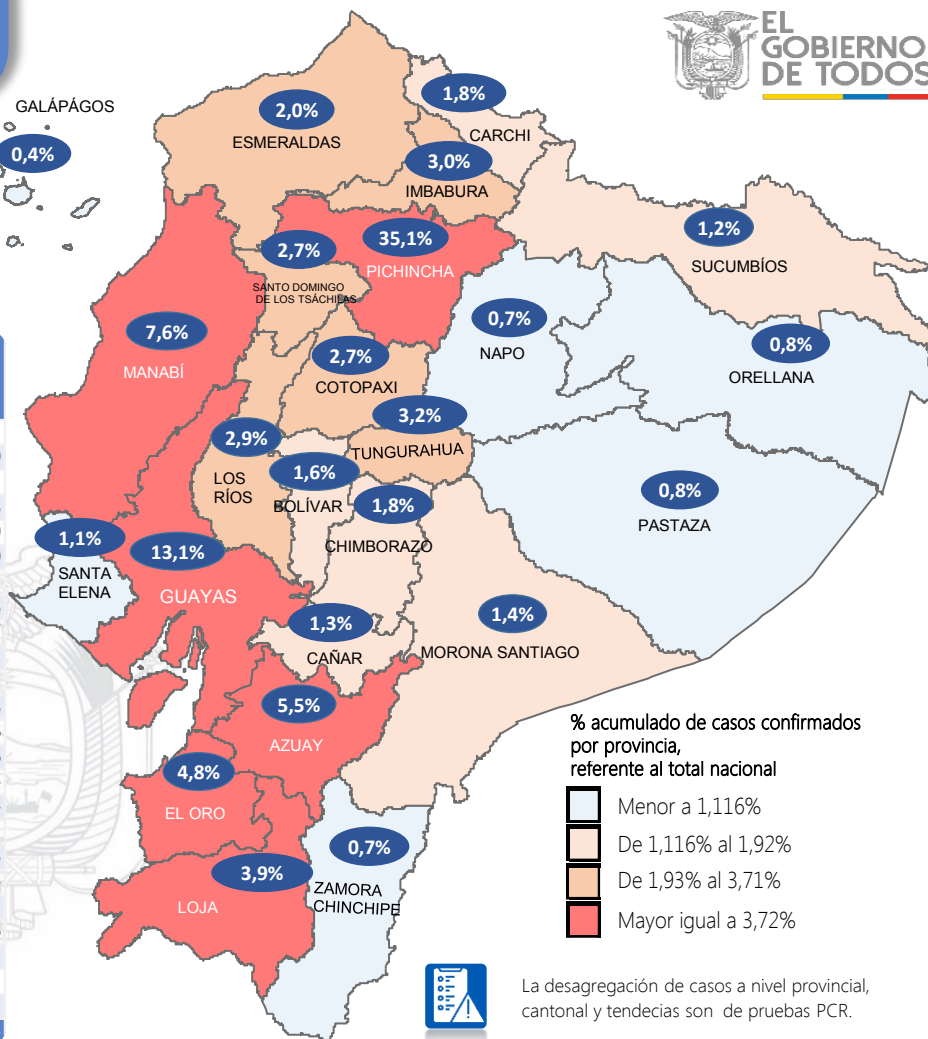 EL
GOBIERNO
DE TODOS
GALÁPÁGOS
0,4%
2,0%
ESMERALDAS
1,8%
CARCHI
3,0%
IMBABURA
1,2%
SUCUMBÍOS
35,1%
PICHINCHA
2,7%
SANTO DOMINGO
DE LOS TSÁCHILAS
7,6%
MANABÍ
0,7%
NAPO
0,8%
ORELLANA
2,7%
COTOPAXI
3,2%
TUNGURAHUA
2,9%
LOS
RÍOS
1,6%
BOLÍVAR
1,8%
CHIMBORAZO
0,8%
PASTAZA
1,1%
SANTA
ELENA
13,1%
GUAYAS
1,3%
CAÑAR
1,4%
MORONA SANTIAGO
5,5%
AZUAY
4,8%
EL ORO
3,9%
LOJA
0,7%
ZAMORA
CHINCHIPE
% acumulado de casos confirmados
por provincia,
referente al total nacional
Menor a 1,116%
De 1,116% al 1,92%
De 1,93% al 3,71%
Mayor igual a 3,72%
La desagregación de casos a nivel provincial,
cantonal y tendecias son de pruebas PCR.